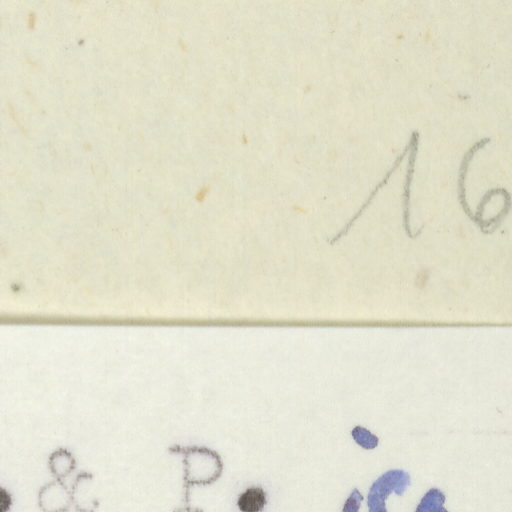 16
. & P.